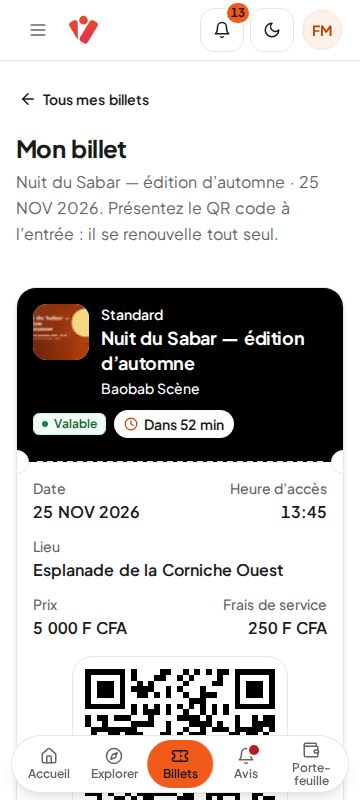 13
FM
Tous mes billets
Mon billet
Nuit du Sabar — édition d’automne · 25
NOV 2026. Présentez le QR code à
l’entrée : il se renouvelle tout seul.
Standard
Nuit du Sabar — édition
d’automne
Baobab Scène
Valable
Dans 52 min
Date
Heure d’accès
25 NOV 2026
13:45
Lieu
Esplanade de la Corniche Ouest
Prix
Frais de service
5 000 F CFA
250 F CFA
Accueil
Explorer
Billets
Avis
Porte-
feuille